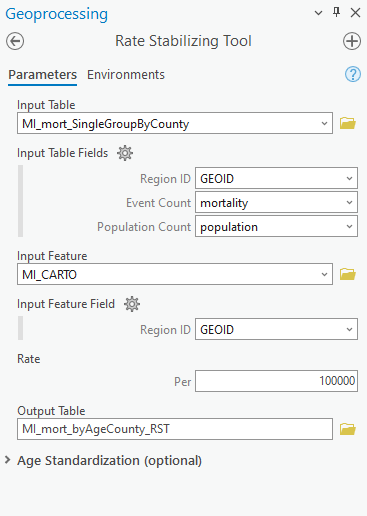 Geoprocessing
Rate Stabilizing Tool
Parameters Environments
?
Input Table
MI_mort_SingleGroupByCounty
Input Table Fields
Region ID GEOID
Event Count mortality
Population Count population
Input Feature
MI_CARTO
Input Feature Field
Region ID GEOID
Rate
Per 100000
Output Table
MI_mort_byAgeCounty_RST
Age Standardization (optional)